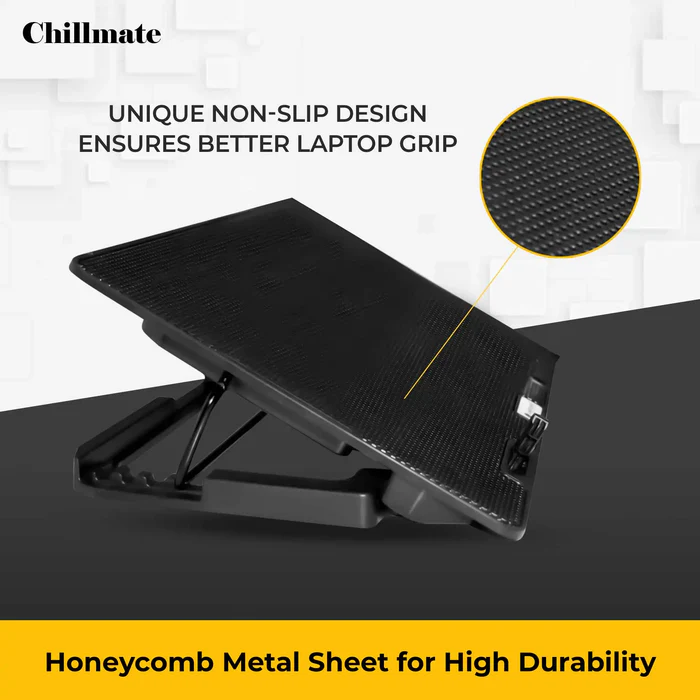 Chillmate
UNIQUE NON-SLIP DESIGN
ENSURES BETTER LAPTOP GRIP
Honeycomb Metal Sheet for High Durability